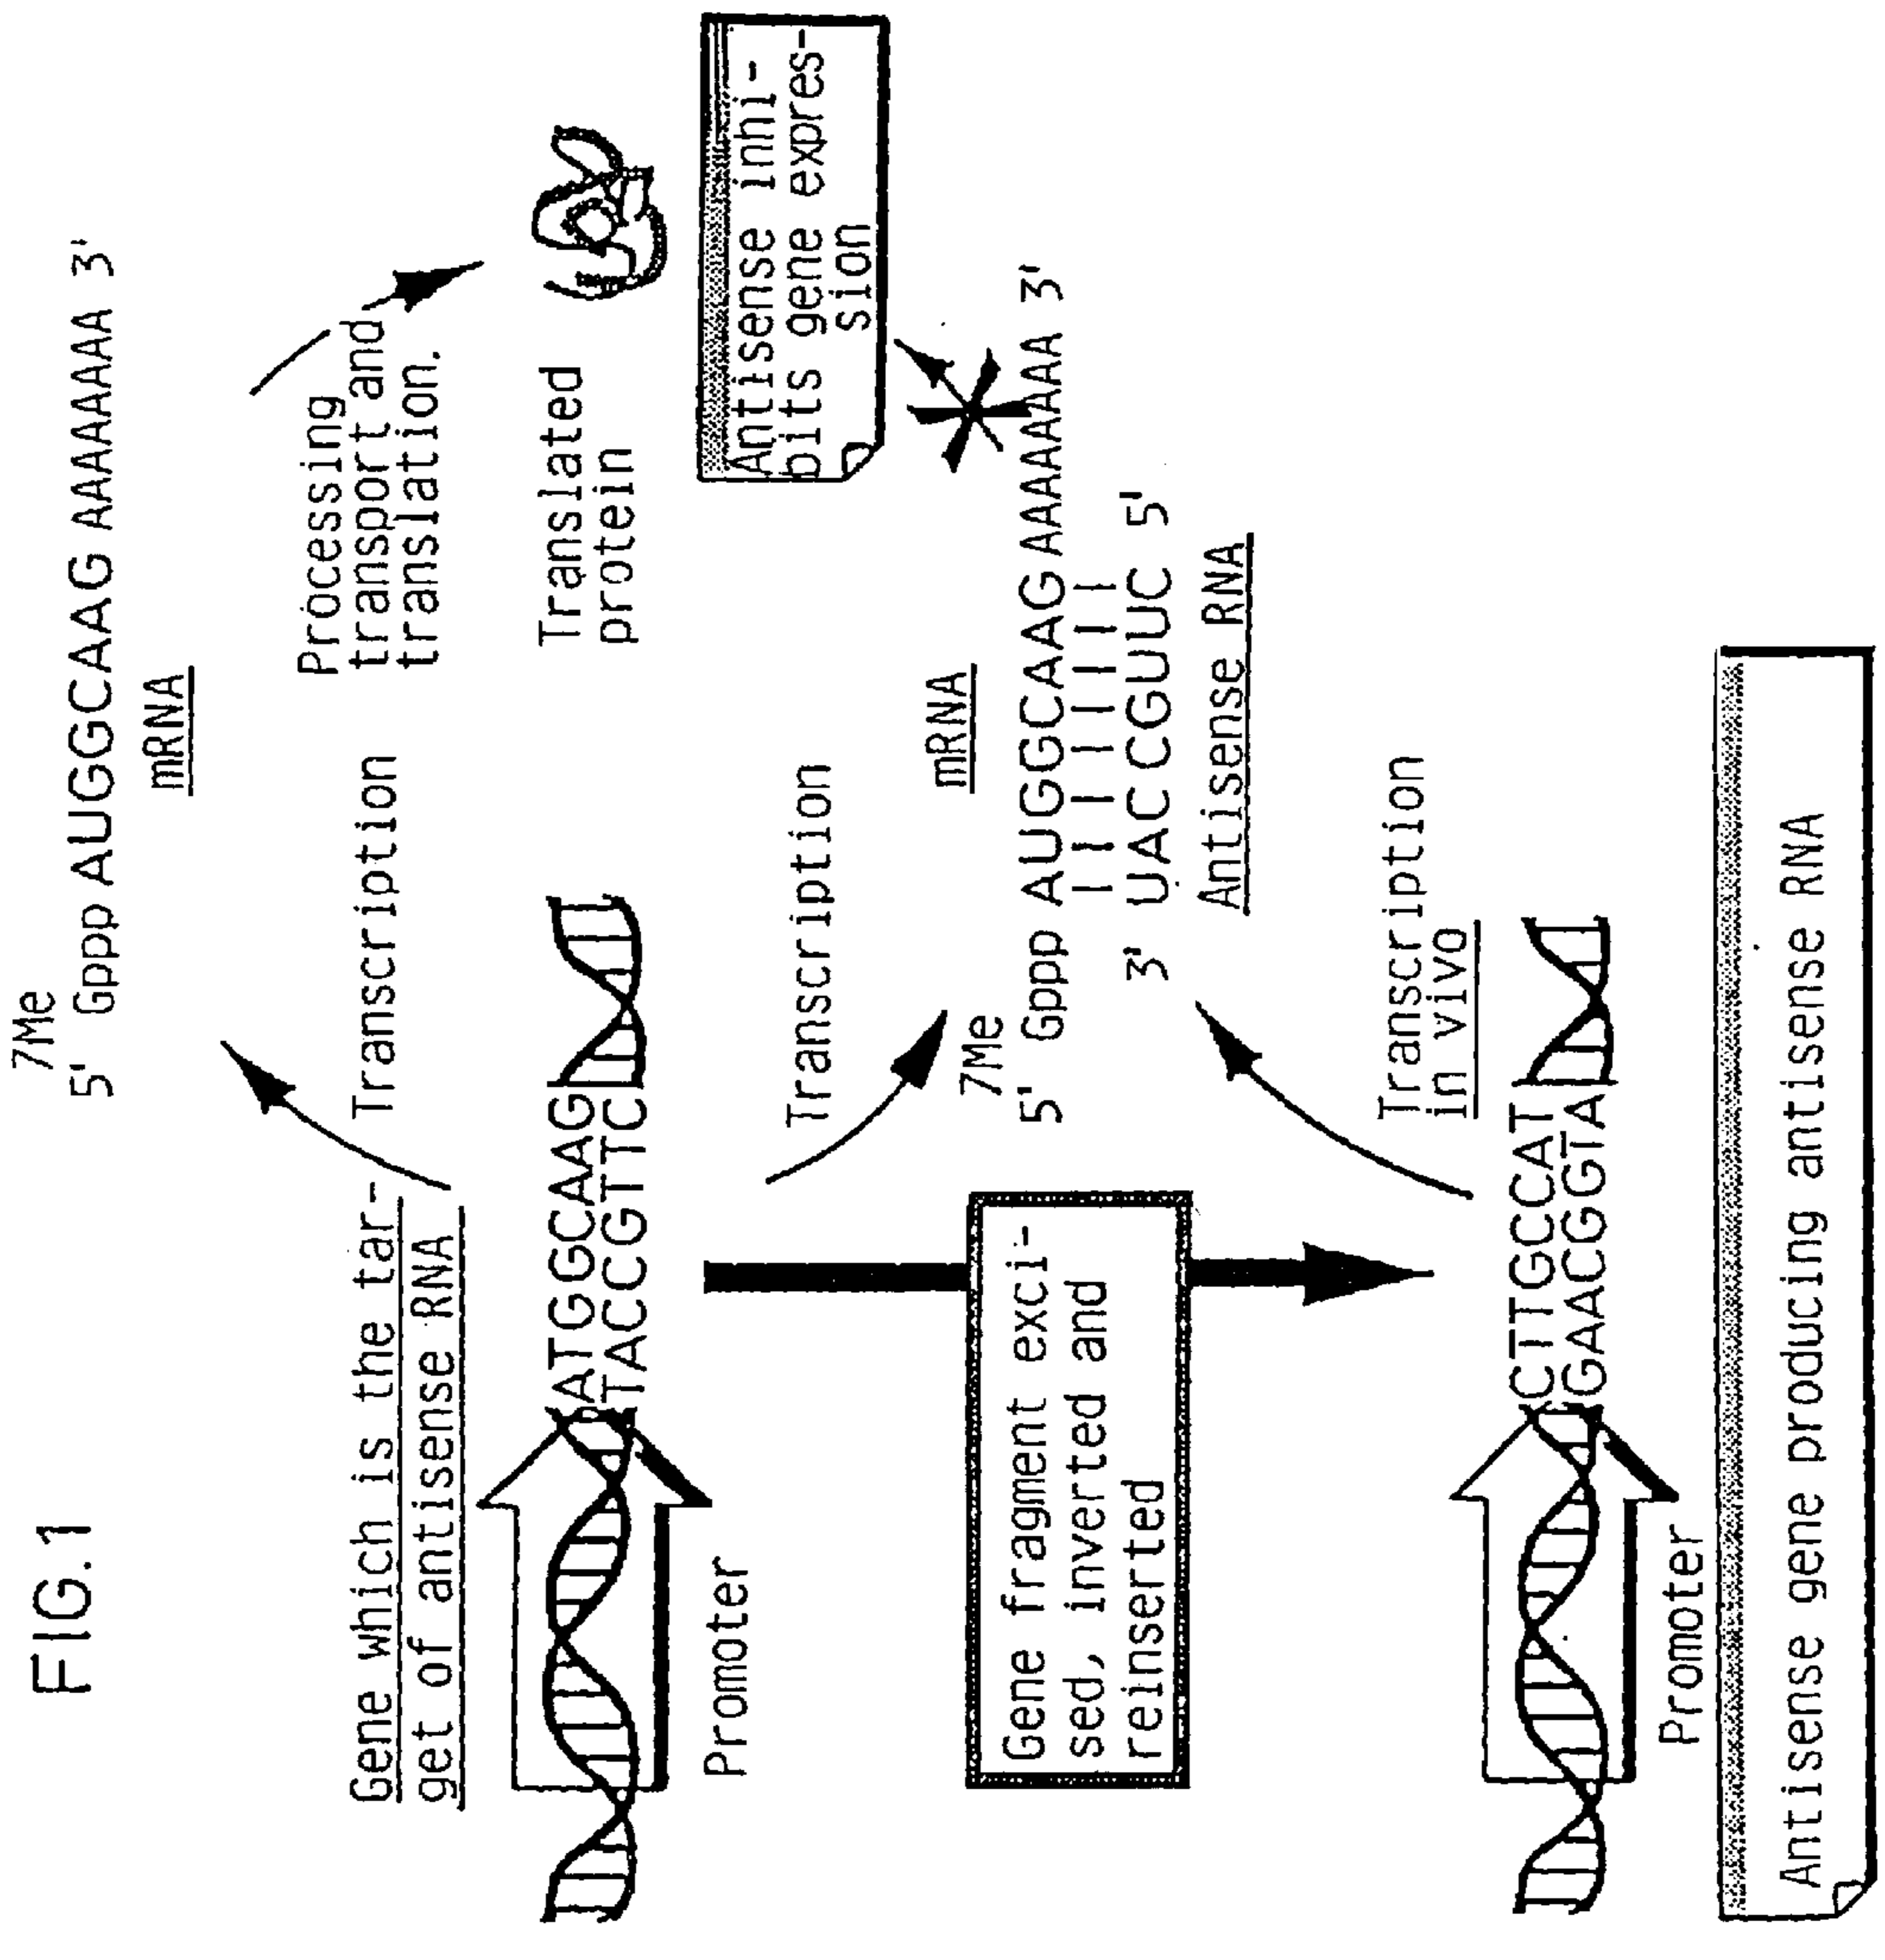 FIG.1
7Me
5' Gppp AUGGCAAG AAAAAAA 3'
mRNA
Gene which is the tar-
get of antisense RNA
Transcription
Processing
transport and
translation.
ATGGCAAG
TACCGTTC
Promoter
Translated
protein
Transcription
Antisense inhi-
bits gene expres-
sion
Gene fragment exci-
sed, inverted and
reinserted
mRNA
7Me
5' Gppp AUGGCAAG AAAAAAA 3'
3' UACCGUUC 5'
Antisense RNA
Transcription
in vivo
CTTGCCAT
GAACGGTA
Promoter
Antisense gene producing antisense RNA